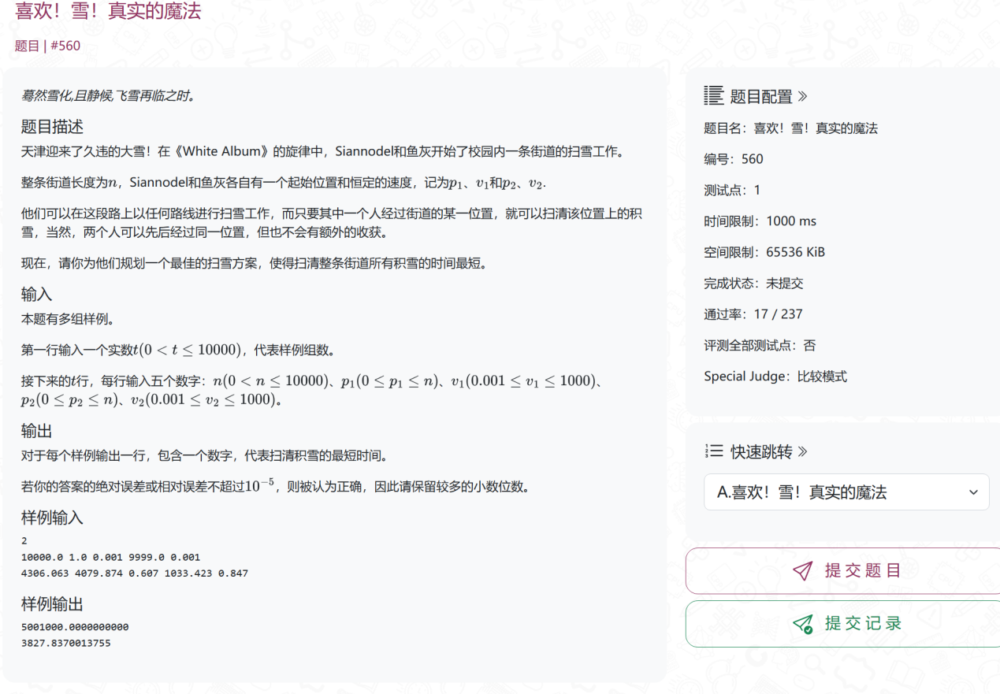 喜欢！雪！真实的魔法
题目 | #560
蓦然雪化,且静候,飞雪再临之时。
题目描述
天津迎来了久违的大雪！在《White Album》的旋律中，Siannodel和鱼灰开始了校园内一条街道的扫雪工作。
整条街道长度为n，Siannodel和鱼灰各自有一个起始位置和恒定的速度，记为p₁、v₁和p₂、v₂.
他们可以在这段路上以任何路线进行扫雪工作，而只要其中一个人经过街道的某一位置，就可以扫清该位置上的积
雪，当然，两个人可以先后经过同一位置，但也不会有额外的收获。
现在，请你为他们规划一个最佳的扫雪方案，使得扫清整条街道所有积雪的时间最短。
输入
本题有多组样例。
第一行输入一个实数t(0 < t ≤ 10000)，代表样例组数。
接下来的t行，每行输入五个数字：n(0 < n ≤ 10000)、p₁(0 ≤ p₁ ≤ n)、v₁(0.001 ≤ v₁ ≤ 1000)、
p₂(0 ≤ p₂ ≤ n)、v₂(0.001 ≤ v₂ ≤ 1000)。
输出
对于每个样例输出一行，包含一个数字，代表扫清积雪的最短时间。
若你的答案的绝对误差或相对误差不超过10⁻⁵，则被认为正确，因此请保留较多的小数位数。
样例输入
2
10000.0 1.0 0.001 9999.0 0.001
4306.063 4079.874 0.607 1033.423 0.847
样例输出
5001000.0000000000
3827.8370013755
题目配置 »
题目名：喜欢！雪！真实的魔法
编号：560
测试点：1
时间限制：1000 ms
空间限制：65536 KiB
完成状态：未提交
通过率：17 / 237
评测全部测试点：否
Special Judge：比较模式
快速跳转 »
A.喜欢！雪！真实的魔法
提交题目
提交记录